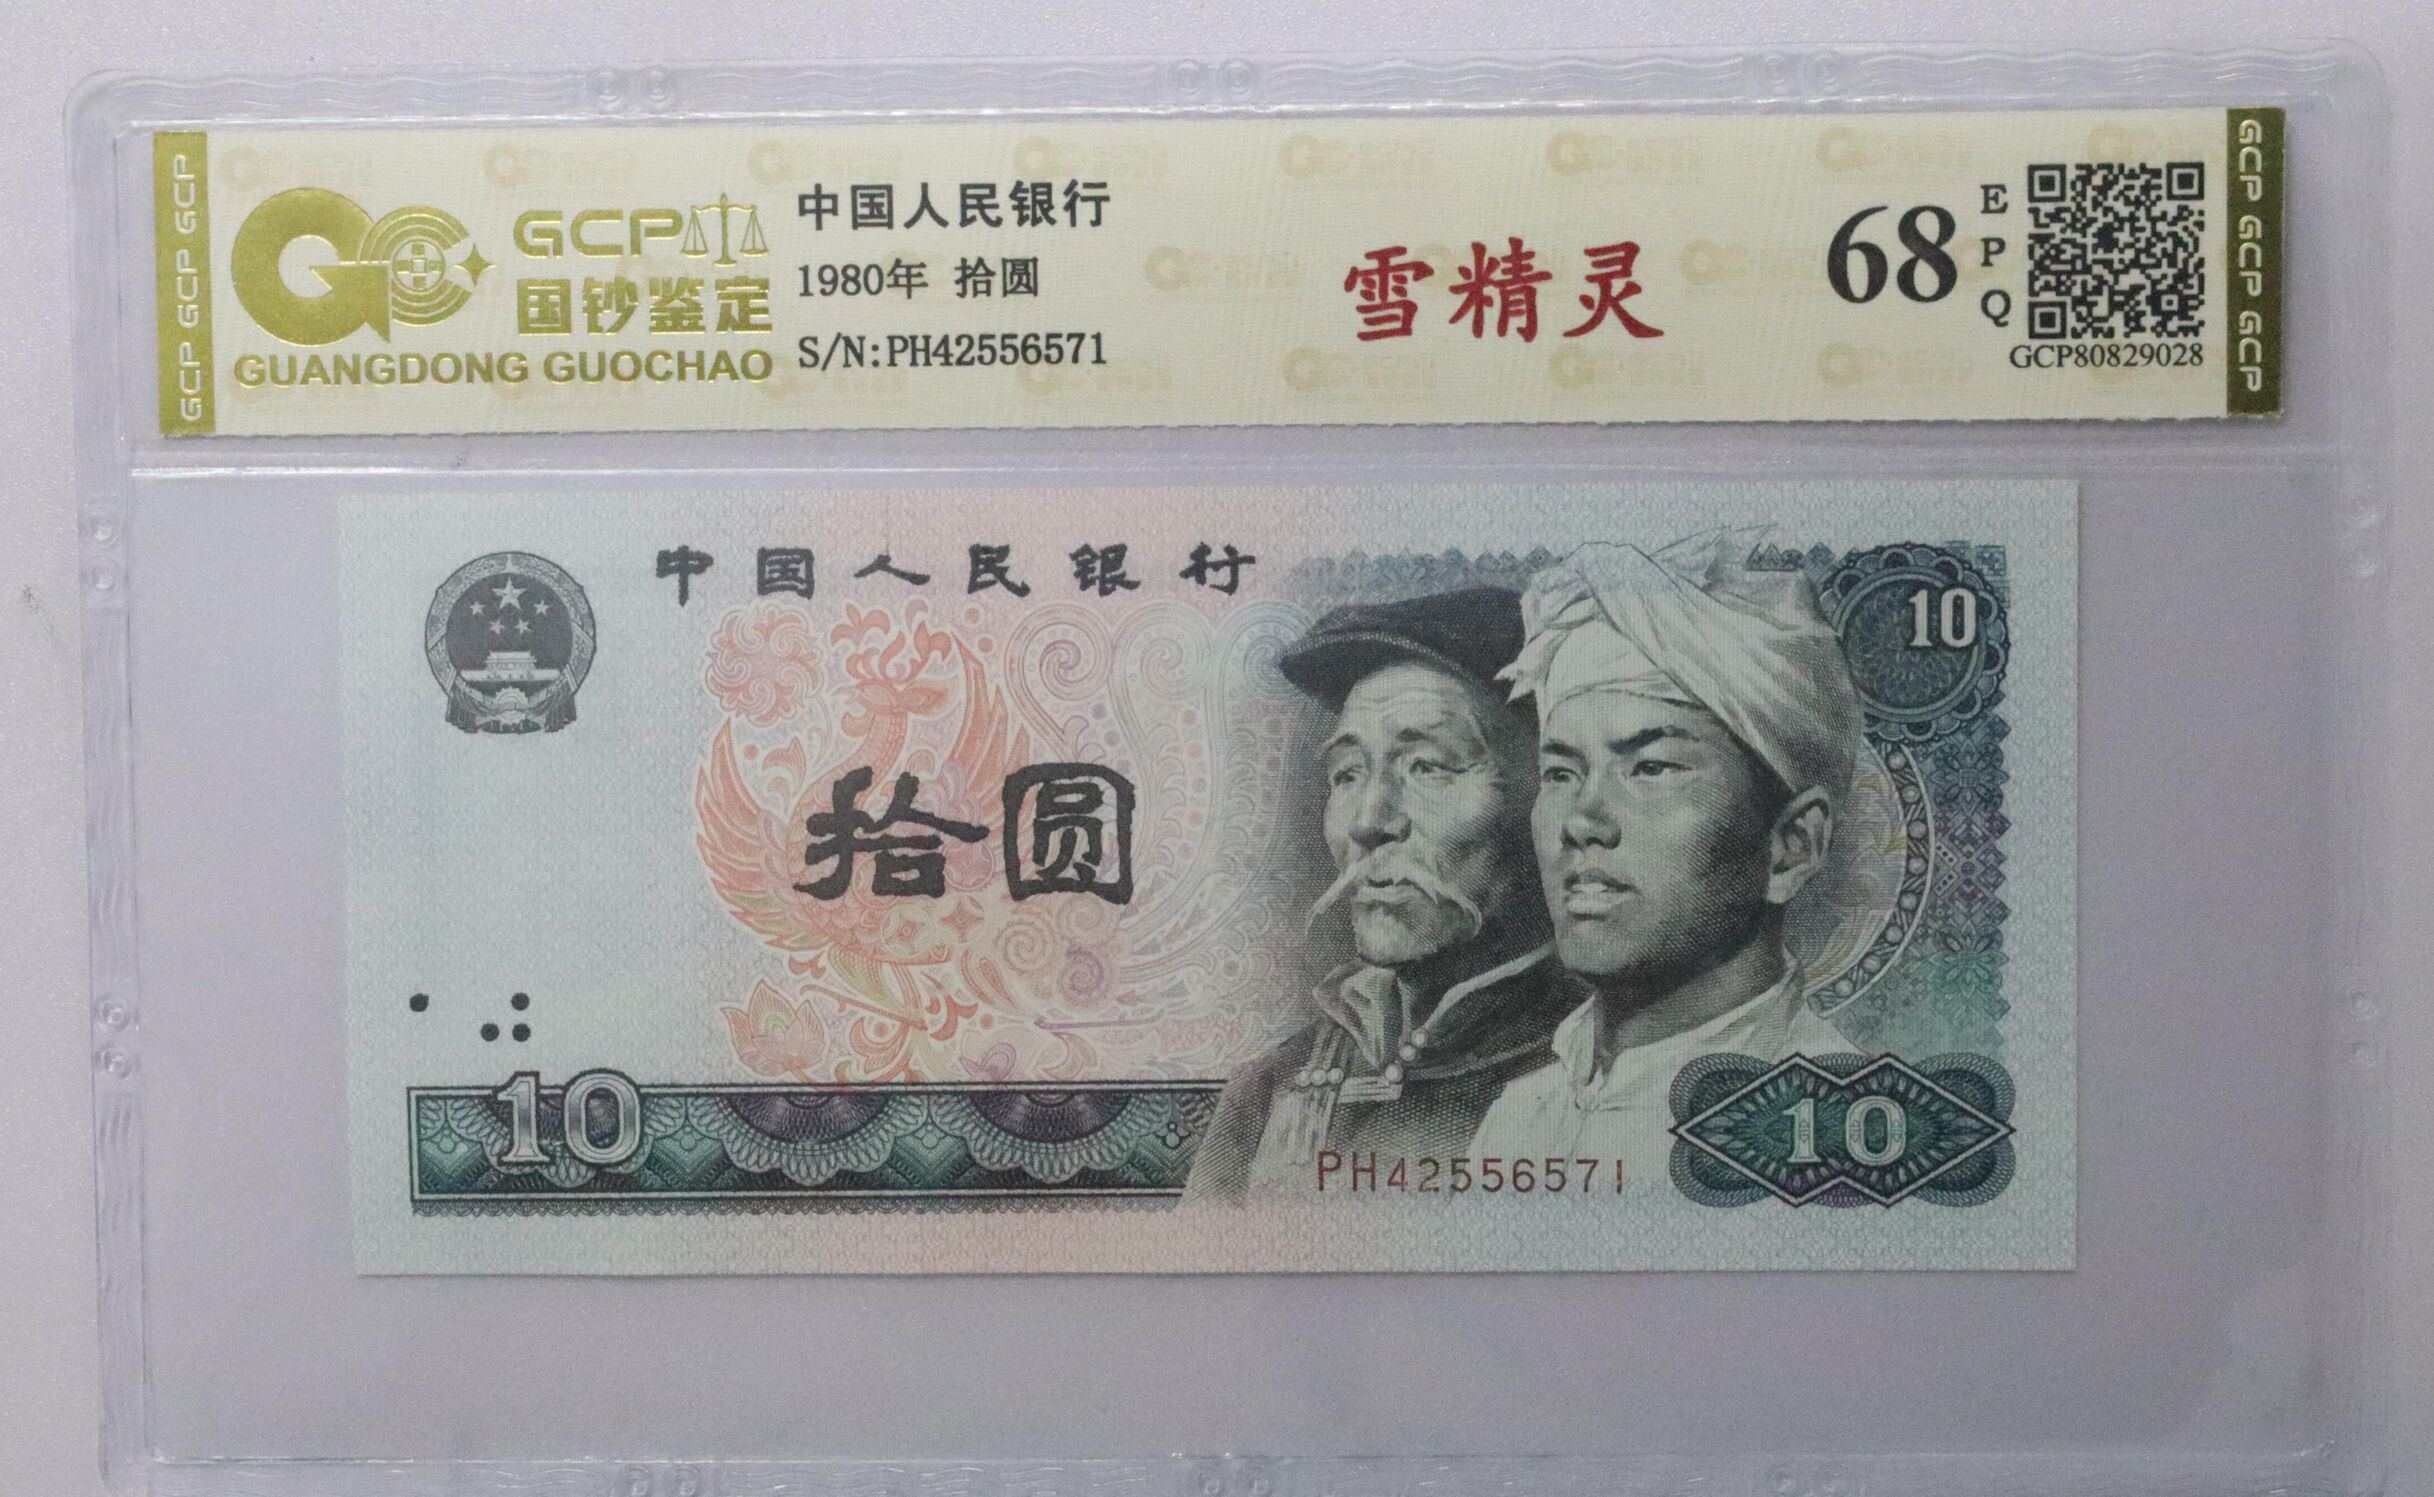 GCP GCP GCP
GCP
国钞鉴定
GUANGDONG GUOCHAO
中国人民银行
1980年 拾圆
S/N:PH42556571
雪精灵
68
EPQ
GCP80829028
GCP GCP GCP GCP
中国人民银行
10
拾圆
10
PH42556571
10